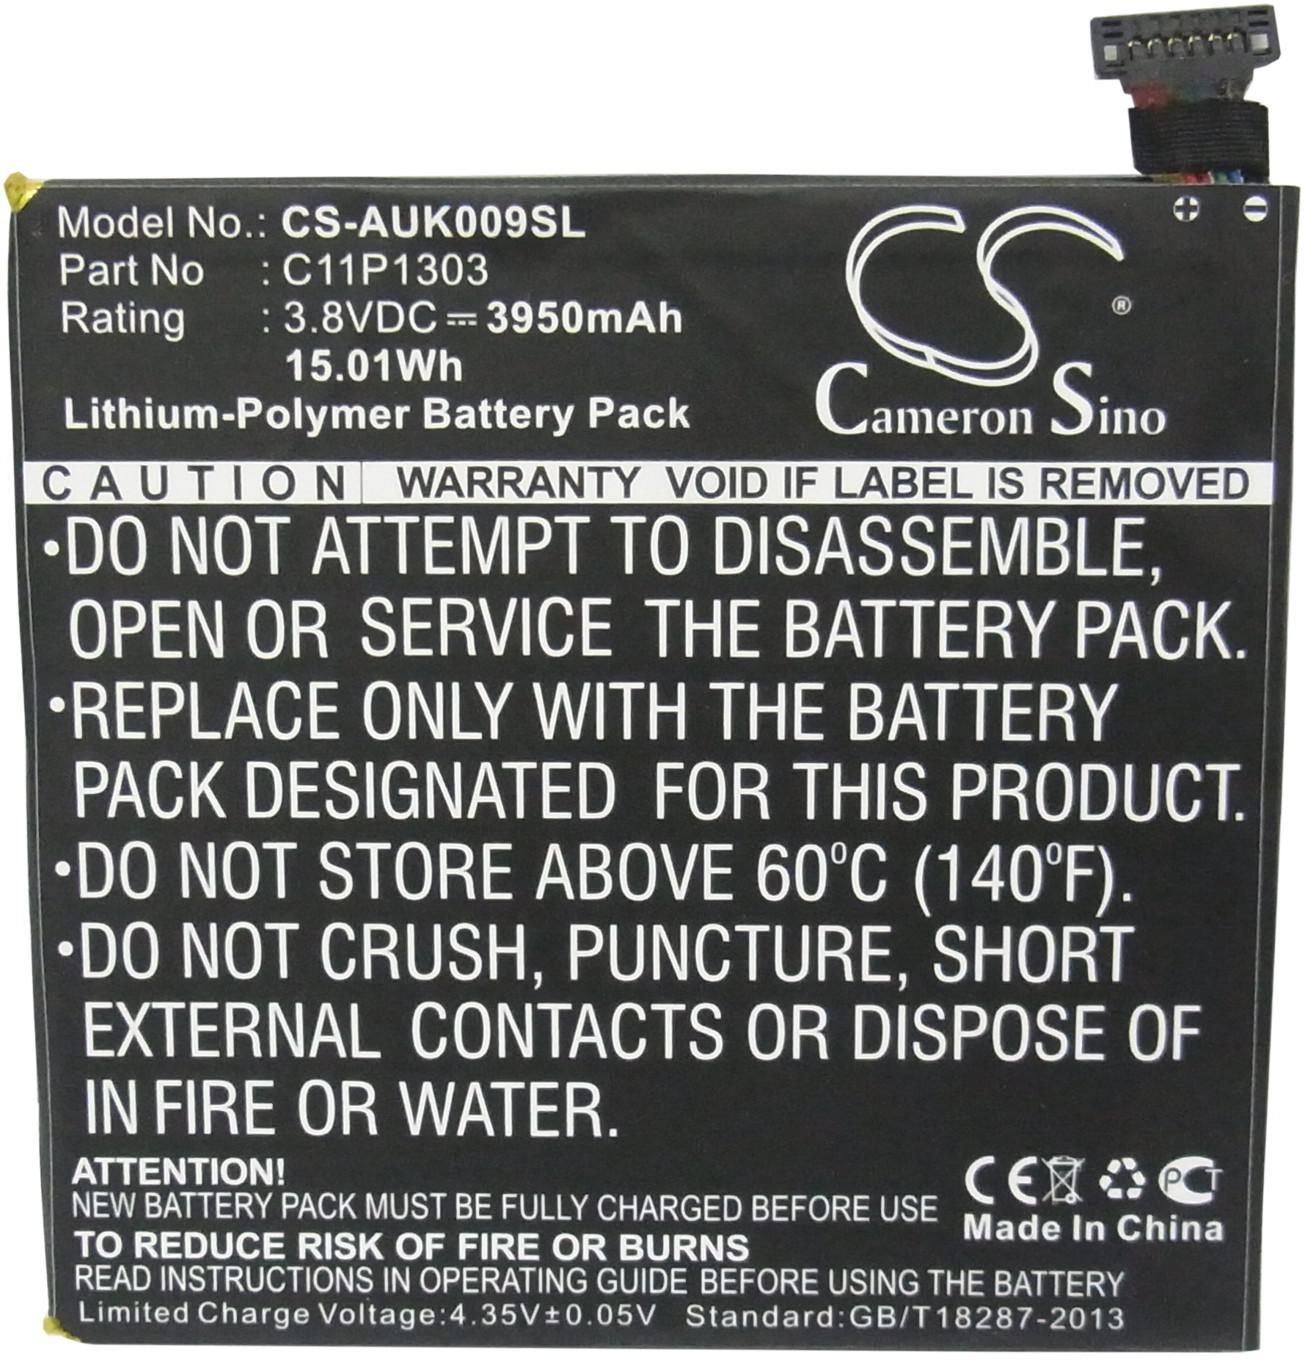 Model No.: CS-AUK009SL
Part No : C11P1303
Rating : 3.8VDC⎓3950mAh
15.01Wh
Lithium-Polymer Battery Pack
CS
®
Cameron Sino
CAUTION WARRANTY VOID IF LABEL IS REMOVED
•DO NOT ATTEMPT TO DISASSEMBLE,
OPEN OR SERVICE THE BATTERY PACK.
•REPLACE ONLY WITH THE BATTERY
PACK DESIGNATED FOR THIS PRODUCT.
•DO NOT STORE ABOVE 60°C (140°F).
•DO NOT CRUSH, PUNCTURE, SHORT
EXTERNAL CONTACTS OR DISPOSE OF
IN FIRE OR WATER.
ATTENTION!
NEW BATTERY PACK MUST BE FULLY CHARGED BEFORE USE
TO REDUCE RISK OF FIRE OR BURNS
READ INSTRUCTIONS IN OPERATING GUIDE BEFORE USING THE BATTERY
Limited Charge Voltage:4.35V±0.05V Standard:GB/T18287-2013
CE PCT
Made In China